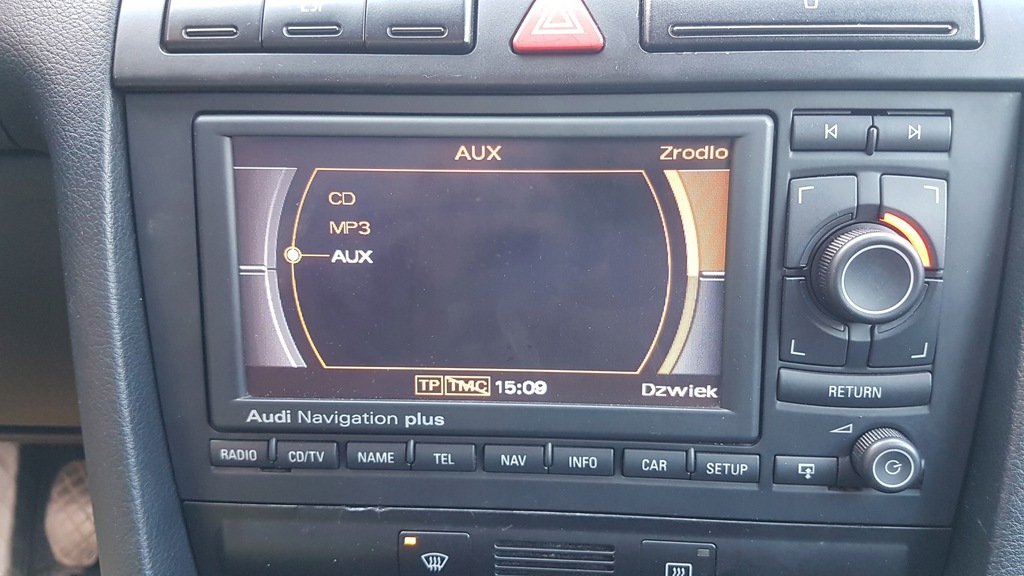 ESP
AUX
Zrodlo
CD
MP3
AUX
TP TMC 15:09
Dzwiek
Audi Navigation plus
RETURN
RADIO CD/TV NAME TEL NAV INFO CAR SETUP